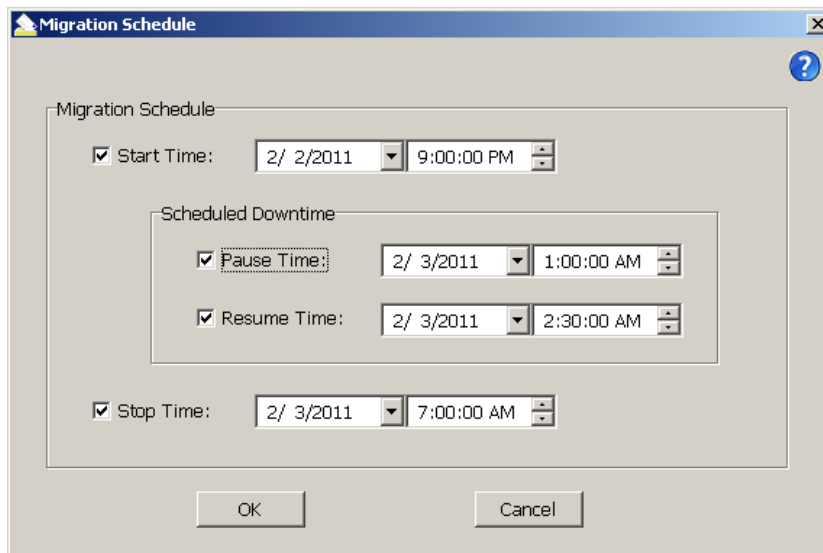 Migration Schedule
?
Migration Schedule
Start Time: 2/ 2/2011 9:00:00 PM
Scheduled Downtime
Pause Time: 2/ 3/2011 1:00:00 AM
Resume Time: 2/ 3/2011 2:30:00 AM
Stop Time: 2/ 3/2011 7:00:00 AM
OK Cancel